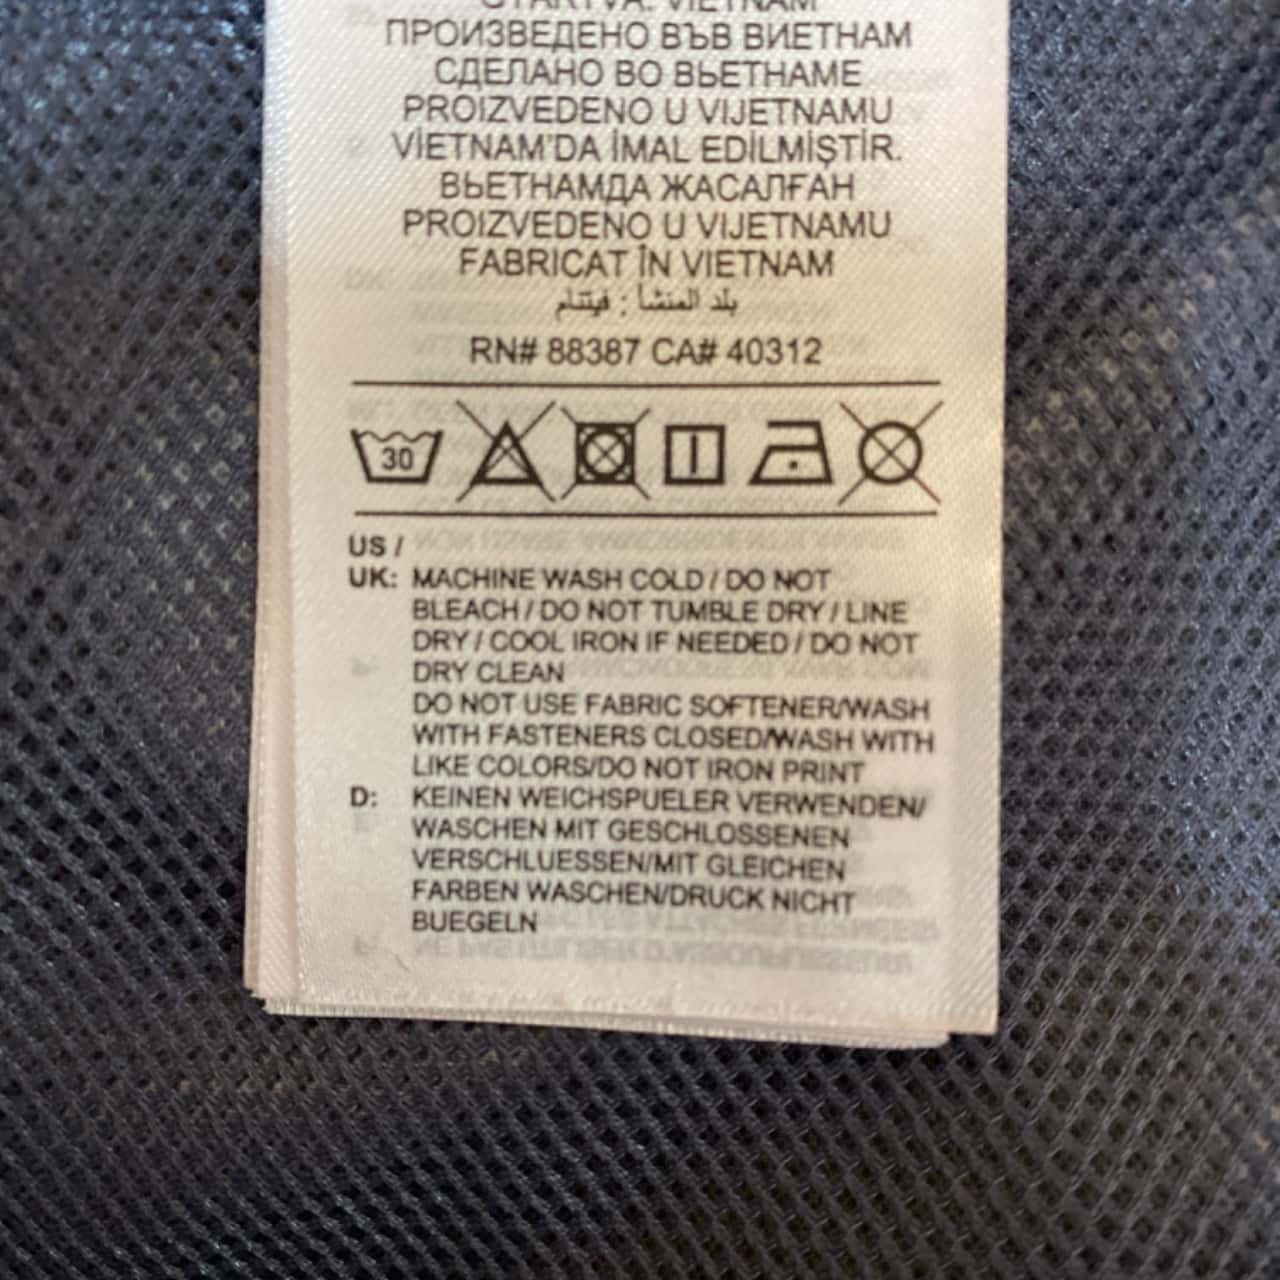 VIETNAM
ПРОИЗВЕДЕНО ВЪВ ВИЕТНАМ
СДЕЛАНО ВО ВЬЕТНАМЕ
PROIZVEDENO U VIJETNAMU
VİETNAM'DA İMAL EDİLMİŞTİR.
ВЬЕТНАМДА ЖАСАЛҒАН
PROIZVEDENO U VIJETNAMU
FABRICAT ÎN VIETNAM
بلد المنشأ : فيتنام
RN# 88387 CA# 40312
30
US /
UK: MACHINE WASH COLD / DO NOT
BLEACH / DO NOT TUMBLE DRY / LINE
DRY / COOL IRON IF NEEDED / DO NOT
DRY CLEAN
DO NOT USE FABRIC SOFTENER/WASH
WITH FASTENERS CLOSED/WASH WITH
LIKE COLORS/DO NOT IRON PRINT
D: KEINEN WEICHSPUELER VERWENDEN/
WASCHEN MIT GESCHLOSSENEN
VERSCHLUESSEN/MIT GLEICHEN
FARBEN WASCHEN/DRUCK NICHT
BUEGELN